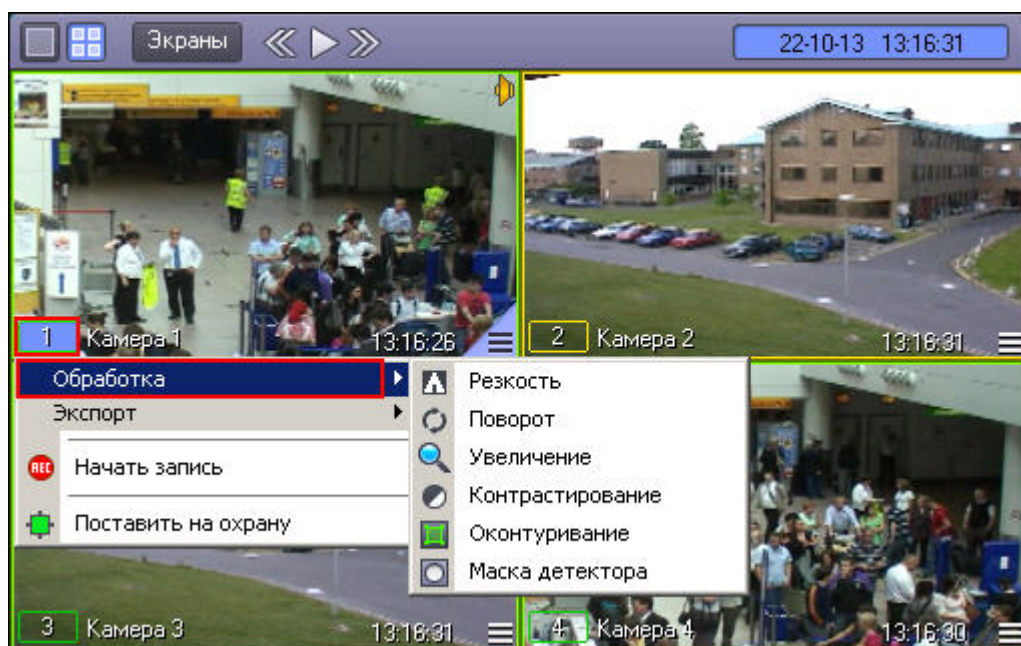 Экраны
22-10-13 13:16:31
1 Камера 1 13:16:26
2 Камера 2 13:16:31
Обработка
Экспорт
REC Начать запись
Поставить на охрану
Резкость
Поворот
Увеличение
Контрастирование
Оконтуривание
Маска детектора
3 Камера 3 13:16:31
4 Камера 4 13:16:30